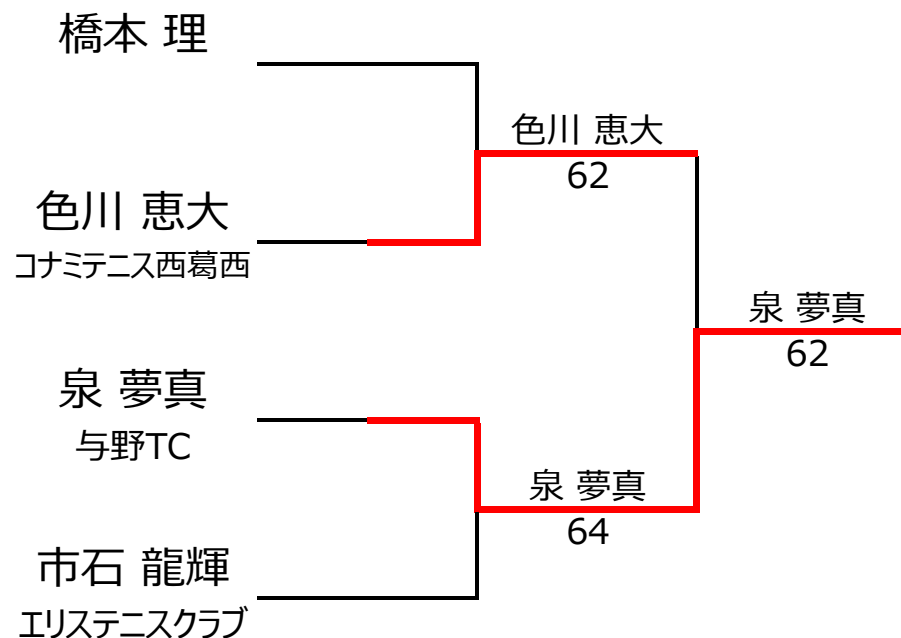 橋本 理
色川 恵大
62
色川 恵大
コナミテニス西葛西
泉 夢真
62
泉 夢真
与野TC
泉 夢真
64
市石 龍輝
エリステニスクラブ